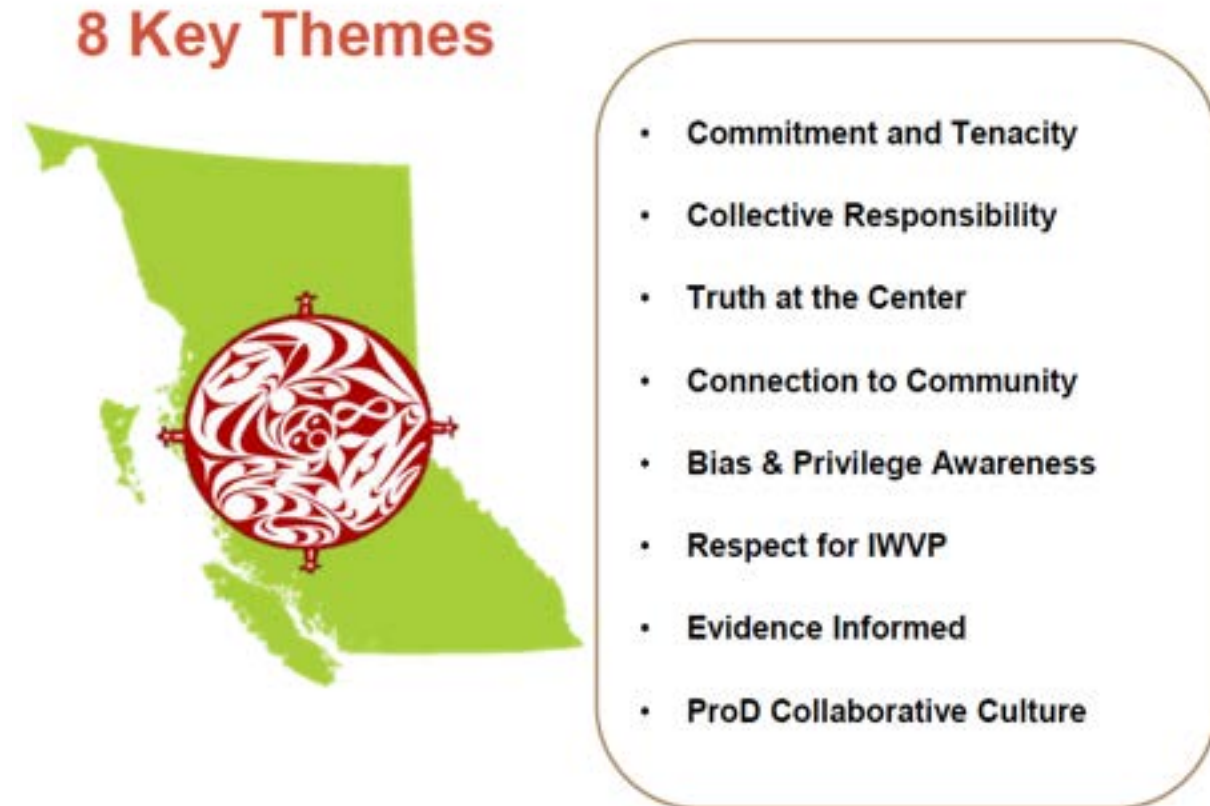 8 Key Themes
• Commitment and Tenacity
• Collective Responsibility
• Truth at the Center
• Connection to Community
• Bias & Privilege Awareness
• Respect for IWVP
• Evidence Informed
• ProD Collaborative Culture